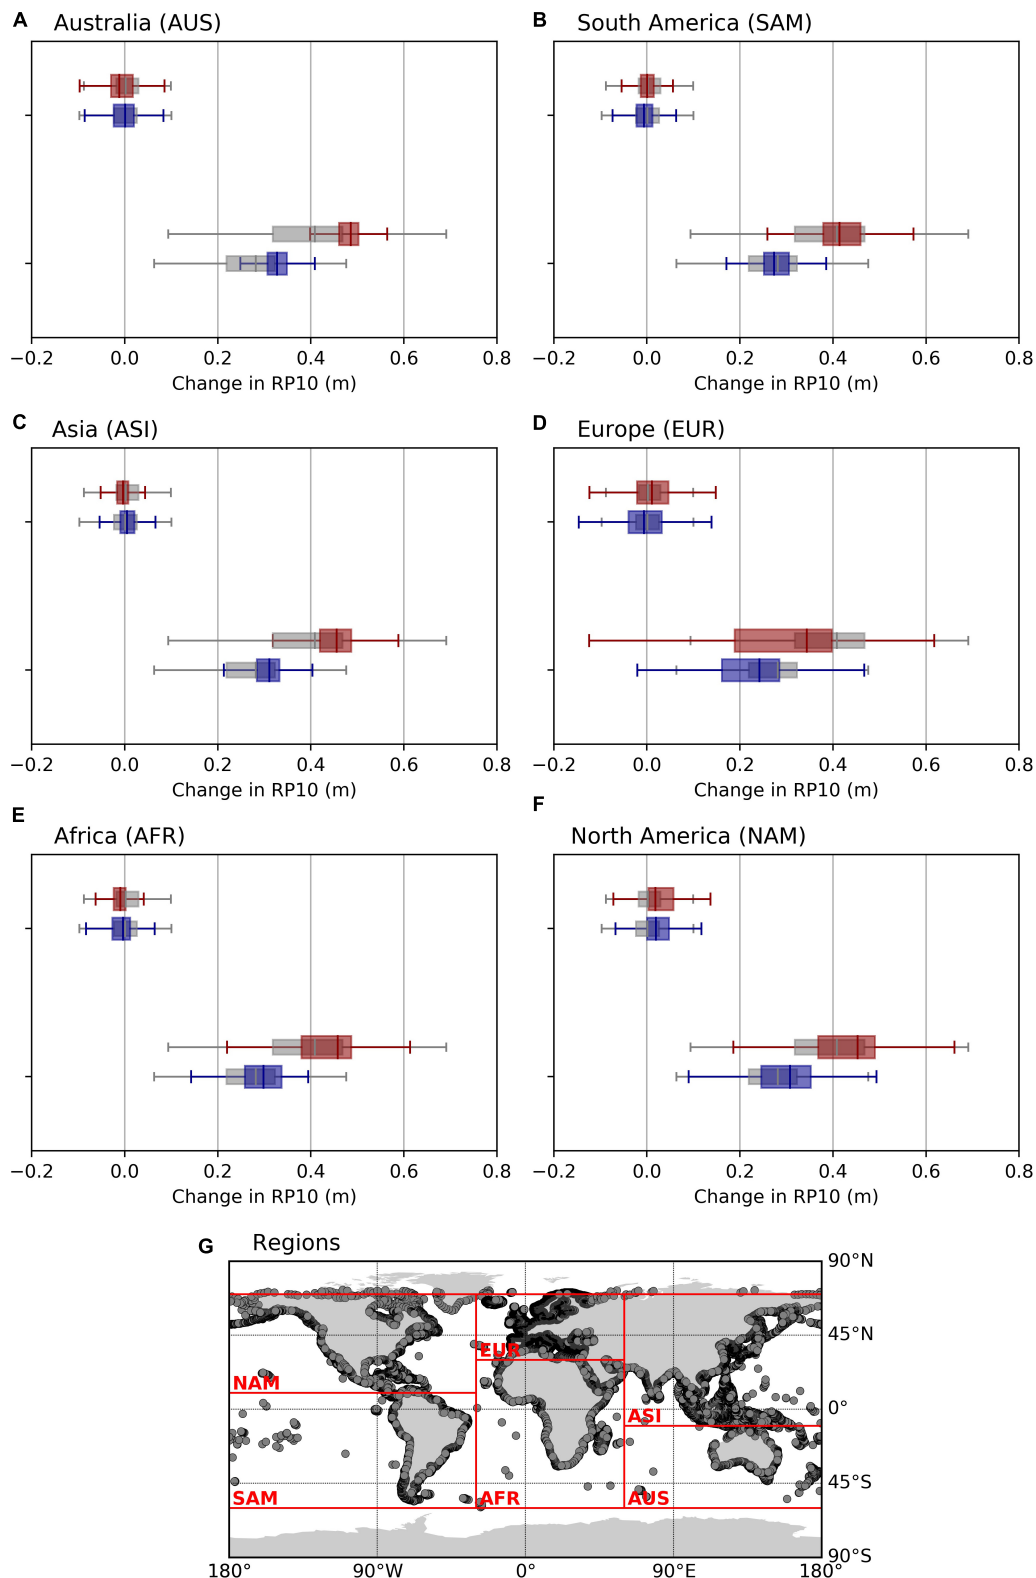 A Australia (AUS)
B South America (SAM)
−0.2 0.0 0.2 0.4 0.6 0.8
−0.2 0.0 0.2 0.4 0.6 0.8
Change in RP10 (m)
Change in RP10 (m)
C Asia (ASI)
D Europe (EUR)
−0.2 0.0 0.2 0.4 0.6 0.8
−0.2 0.0 0.2 0.4 0.6 0.8
Change in RP10 (m)
Change in RP10 (m)
E Africa (AFR)
F North America (NAM)
−0.2 0.0 0.2 0.4 0.6 0.8
−0.2 0.0 0.2 0.4 0.6 0.8
Change in RP10 (m)
Change in RP10 (m)
G Regions
90°N
45°N
EUR
NAM
0°
ASI
45°S
SAM AFR AUS
90°S
180° 90°W 0° 90°E 180°